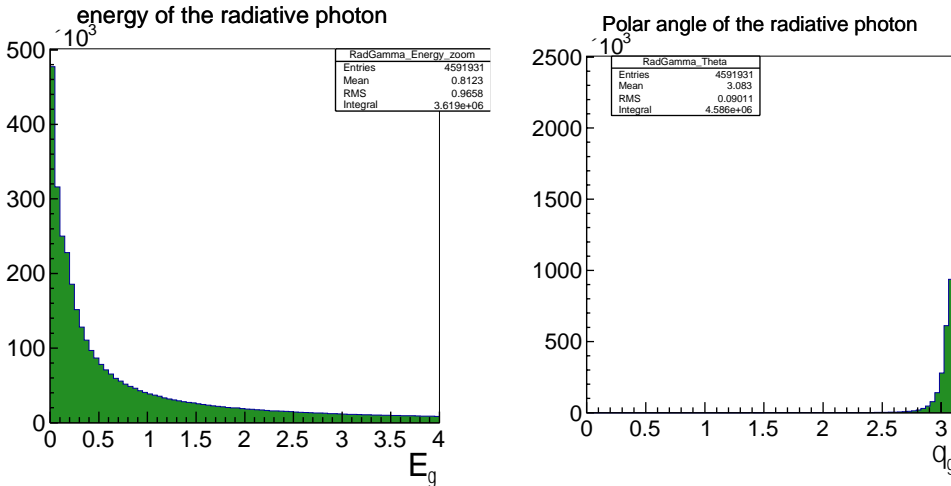 energy of the radiative photon
´10³
500
400
300
200
100
0
0 0.5 1 1.5 2 2.5 3 3.5 4
E_g
RadGamma_Energy_zoom
Entries 4591931
Mean 0.8123
RMS 0.9658
Integral 3.619e+06
Polar angle of the radiative photon
´10³
2500
2000
1500
1000
500
0
0 0.5 1 1.5 2 2.5 3
q_g
RadGamma_Theta
Entries 4591931
Mean 3.083
RMS 0.09011
Integral 4.586e+06